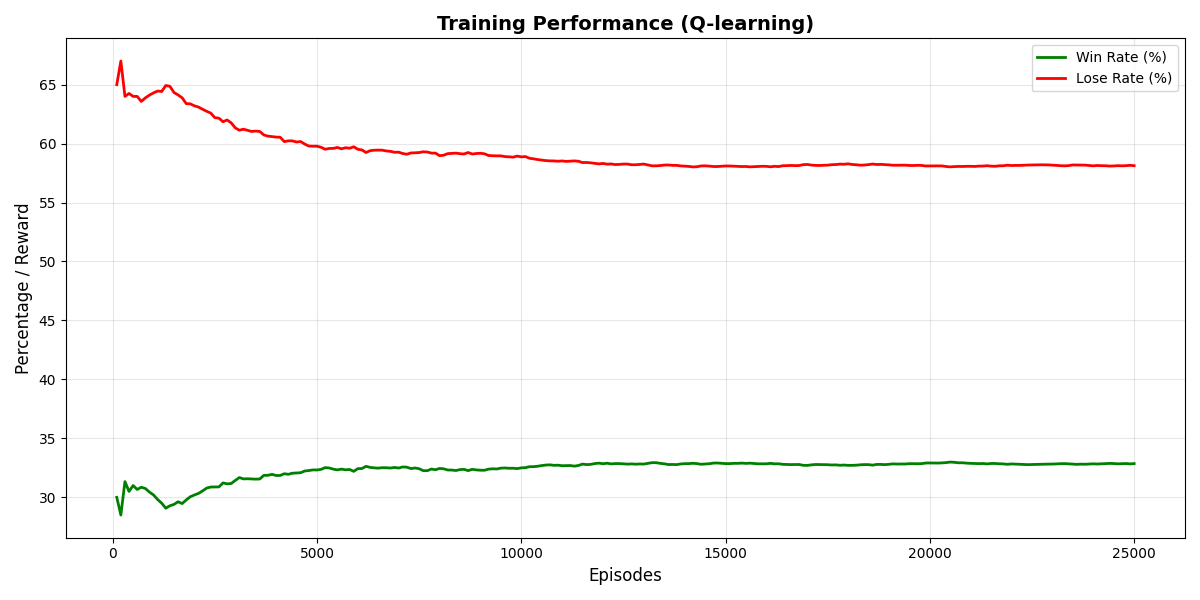 Training Performance (Q-learning)
Win Rate (%)
Lose Rate (%)
Percentage / Reward
65
60
55
50
45
40
35
30
0 5000 10000 15000 20000 25000
Episodes